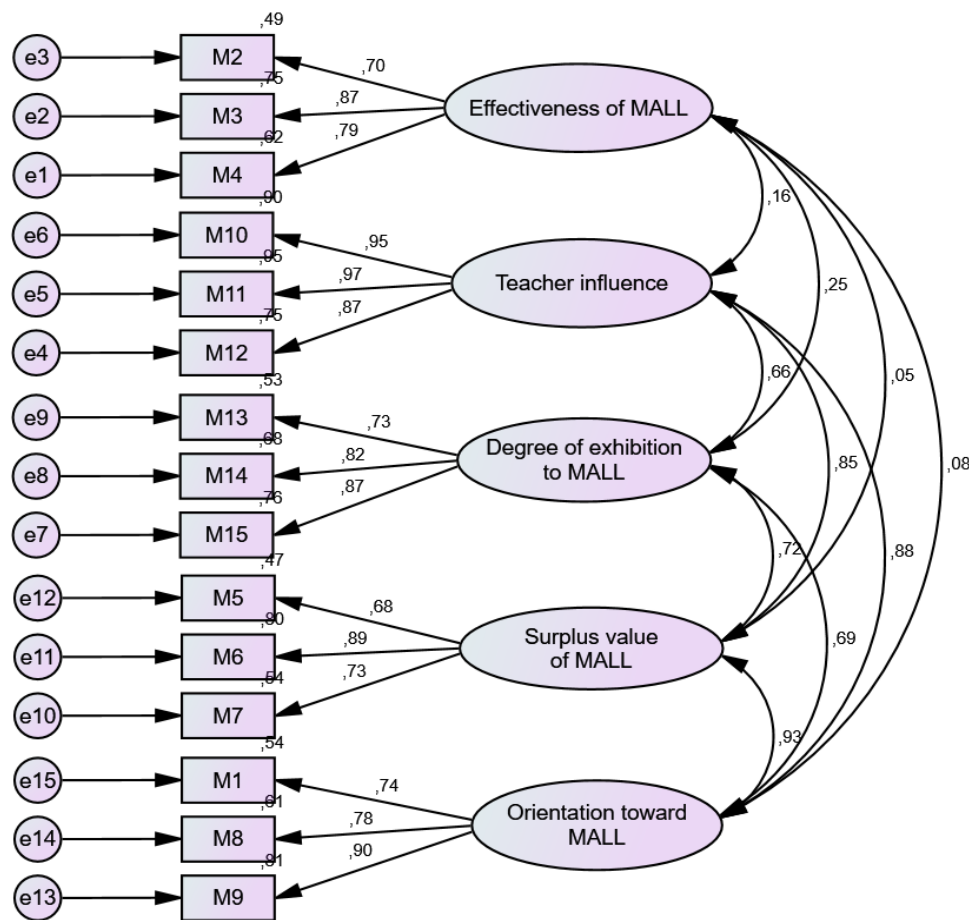 ,49
e3
M2
,70
Effectiveness of MALL
,75
e2
M3
,87
,62
e1
M4
,79
,90
e6
M10
,95
Teacher influence
,16
,95
e5
M11
,97
,25
,75
e4
M12
,87
,66
,05
,53
e9
M13
,73
Degree of exhibition
to MALL
,85
,08
,68
e8
M14
,82
,76
e7
M15
,87
,72
,88
,47
e12
M5
,68
Surplus value
of MALL
,69
,80
e11
M6
,89
,54
e10
M7
,73
,93
,54
e15
M1
,74
Orientation toward
MALL
,61
e14
M8
,78
,81
e13
M9
,90